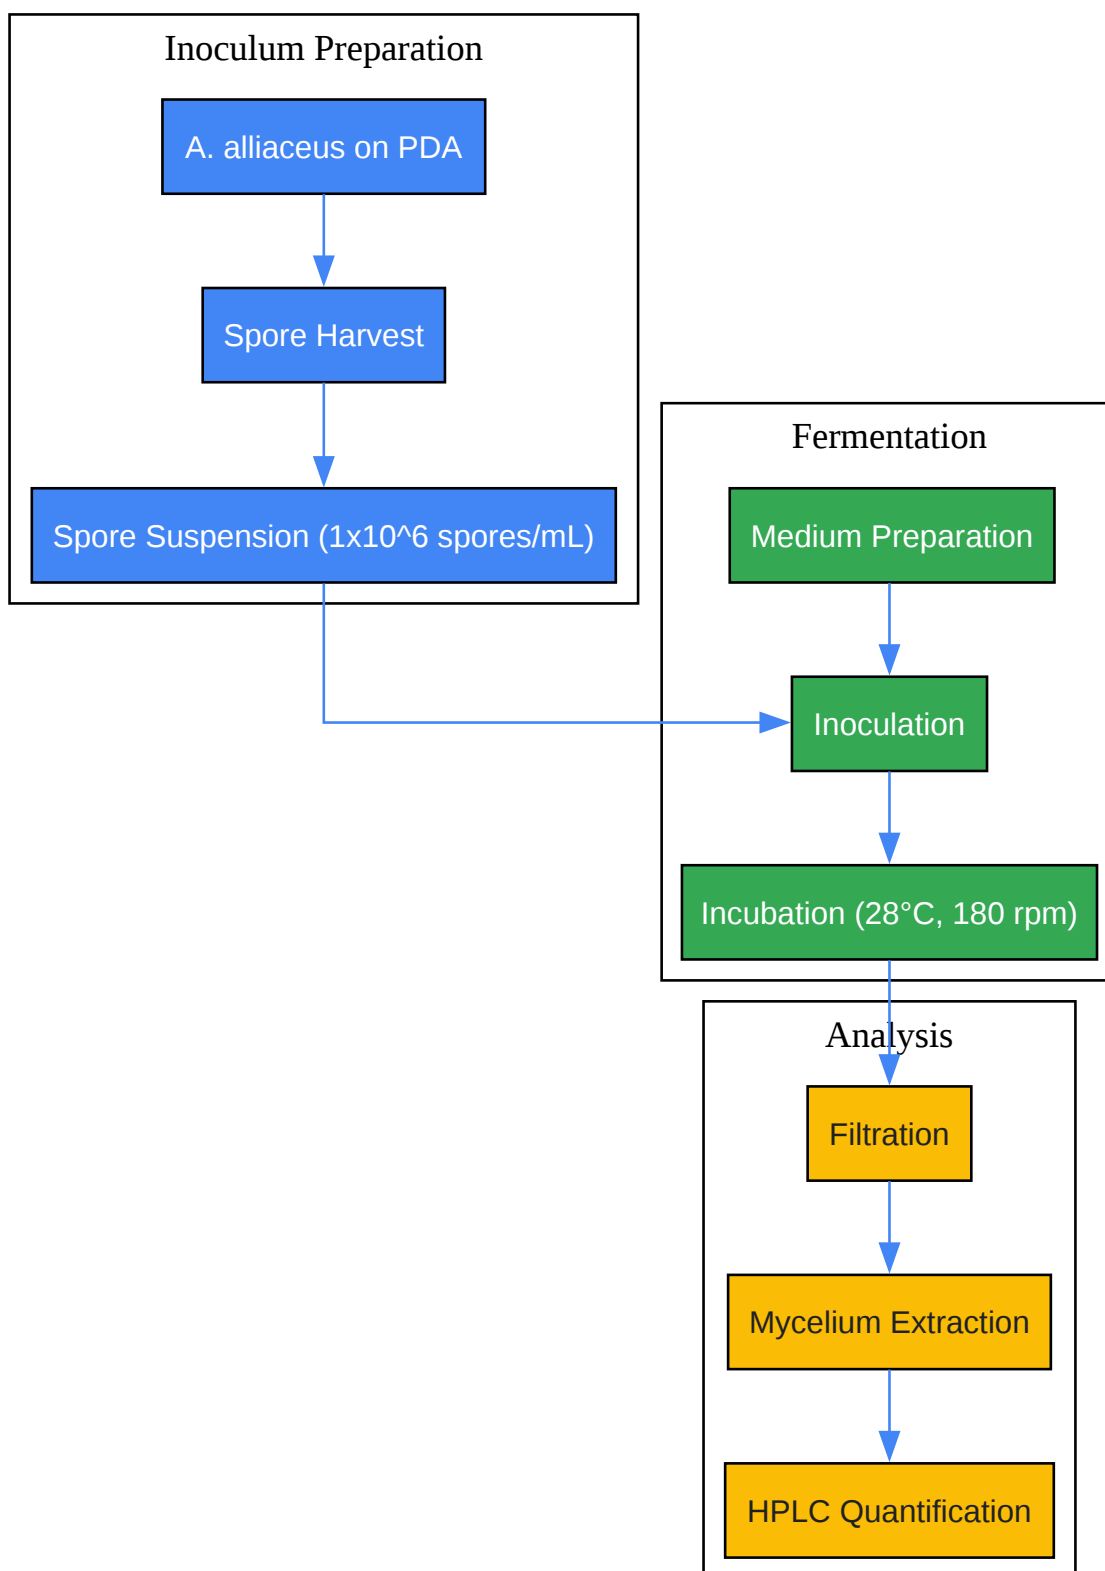 Inoculum Preparation
A. alliaceus on PDA
Spore Harvest
Spore Suspension (1x10^6 spores/mL)
Fermentation
Medium Preparation
Inoculation
Incubation (28°C, 180 rpm)
Analysis
Filtration
Mycelium Extraction
HPLC Quantification